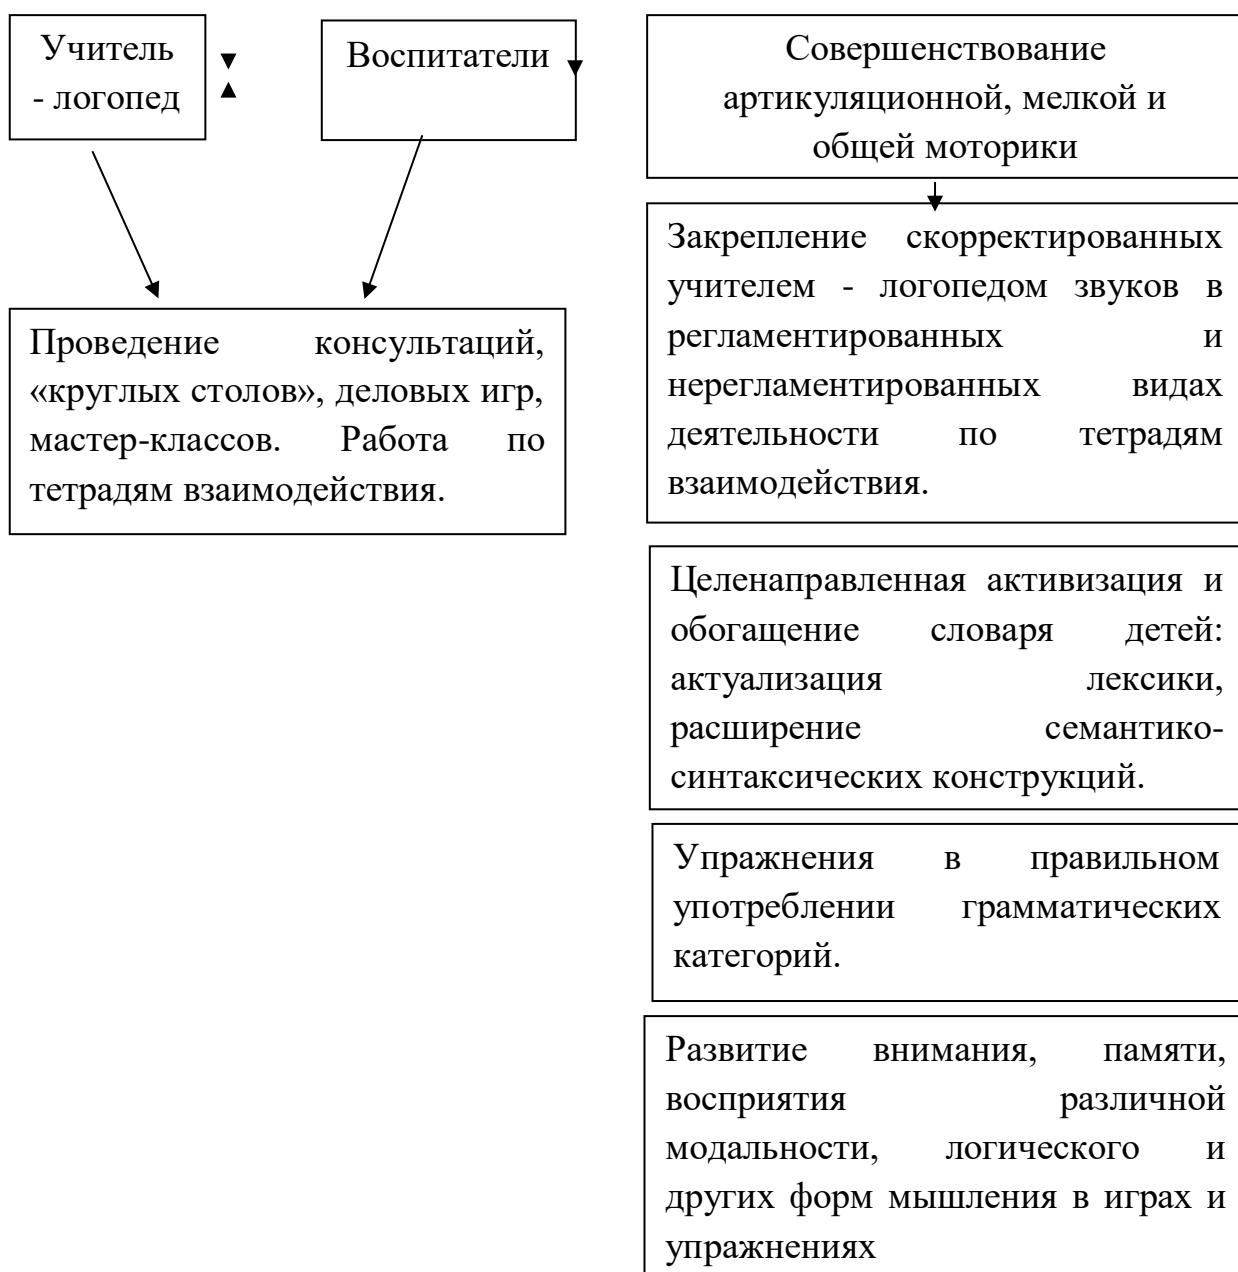 Учитель
- логопед
Воспитатели
Проведение консультаций,
«круглых столов», деловых игр,
мастер-классов. Работа по
тетрадям взаимодействия.
Совершенствование
артикуляционной, мелкой и
общей моторики
Закрепление скорректированных
учителем - логопедом звуков в
регламентированных и
нерегламентированных видах
деятельности по тетрадям
взаимодействия.
Целенаправленная активизация и
обогащение словаря детей:
актуализация лексики,
расширение семантико-
синтаксических конструкций.
Упражнения в правильном
употреблении грамматических
категорий.
Развитие внимания, памяти,
восприятия различной
модальности, логического и
других форм мышления в играх и
упражнениях